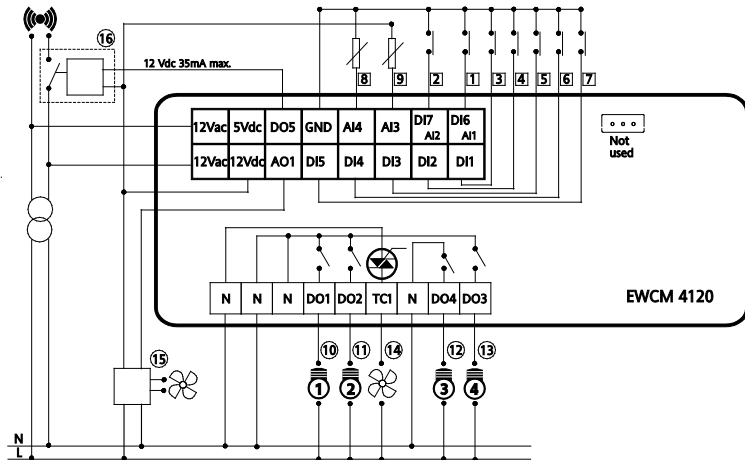 16
12 Vdc 35mA max.
8 9 2 1 3 4 5 6 7
12Vac 5Vdc DO5 GND AI4 AI3 DI7 AI2 DI6 AI1
12Vac 12Vdc AO1 DI5 DI4 DI3 DI2 DI1
Not
used
N N N DO1 DO2 TC1 N DO4 DO3
EWCM 4120
15 10 11 14 12 13
1 2 3 4
N
L